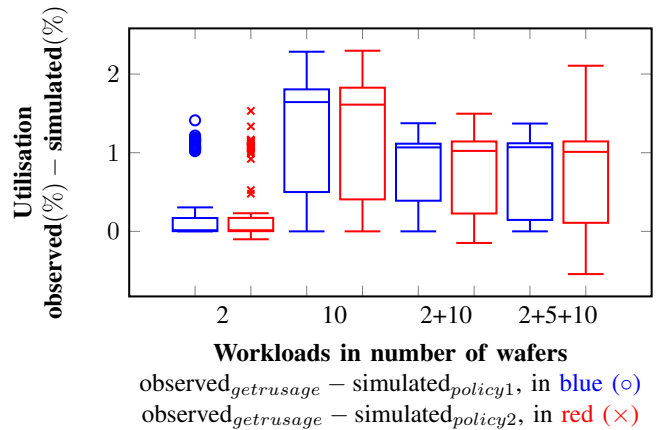 Utilisation
observed(%) − simulated(%)
2
1
0
2 10 2+10 2+5+10
Workloads in number of wafers
observed_getrusage − simulated_policy1, in blue (○)
observed_getrusage − simulated_policy2, in red (×)